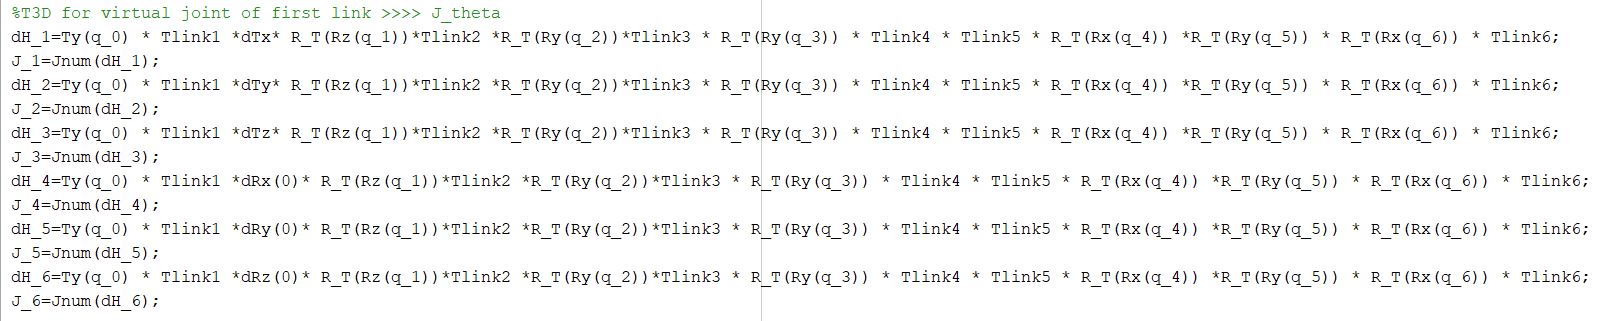 %T3D for virtual joint of first link >>>> J_theta
dH_1=Ty(q_0) * Tlink1 *dTx* R_T(Rz(q_1))*Tlink2 *R_T(Ry(q_2))*Tlink3 * R_T(Ry(q_3)) * Tlink4 * Tlink5 * R_T(Rx(q_4)) *R_T(Ry(q_5)) * R_T(Rx(q_6)) * Tlink6;
J_1=Jnum(dH_1);
dH_2=Ty(q_0) * Tlink1 *dTy* R_T(Rz(q_1))*Tlink2 *R_T(Ry(q_2))*Tlink3 * R_T(Ry(q_3)) * Tlink4 * Tlink5 * R_T(Rx(q_4)) *R_T(Ry(q_5)) * R_T(Rx(q_6)) * Tlink6;
J_2=Jnum(dH_2);
dH_3=Ty(q_0) * Tlink1 *dTz* R_T(Rz(q_1))*Tlink2 *R_T(Ry(q_2))*Tlink3 * R_T(Ry(q_3)) * Tlink4 * Tlink5 * R_T(Rx(q_4)) *R_T(Ry(q_5)) * R_T(Rx(q_6)) * Tlink6;
J_3=Jnum(dH_3);
dH_4=Ty(q_0) * Tlink1 *dRx(0)* R_T(Rz(q_1))*Tlink2 *R_T(Ry(q_2))*Tlink3 * R_T(Ry(q_3)) * Tlink4 * Tlink5 * R_T(Rx(q_4)) *R_T(Ry(q_5)) * R_T(Rx(q_6)) * Tlink6;
J_4=Jnum(dH_4);
dH_5=Ty(q_0) * Tlink1 *dRy(0)* R_T(Rz(q_1))*Tlink2 *R_T(Ry(q_2))*Tlink3 * R_T(Ry(q_3)) * Tlink4 * Tlink5 * R_T(Rx(q_4)) *R_T(Ry(q_5)) * R_T(Rx(q_6)) * Tlink6;
J_5=Jnum(dH_5);
dH_6=Ty(q_0) * Tlink1 *dRz(0)* R_T(Rz(q_1))*Tlink2 *R_T(Ry(q_2))*Tlink3 * R_T(Ry(q_3)) * Tlink4 * Tlink5 * R_T(Rx(q_4)) *R_T(Ry(q_5)) * R_T(Rx(q_6)) * Tlink6;
J_6=Jnum(dH_6);